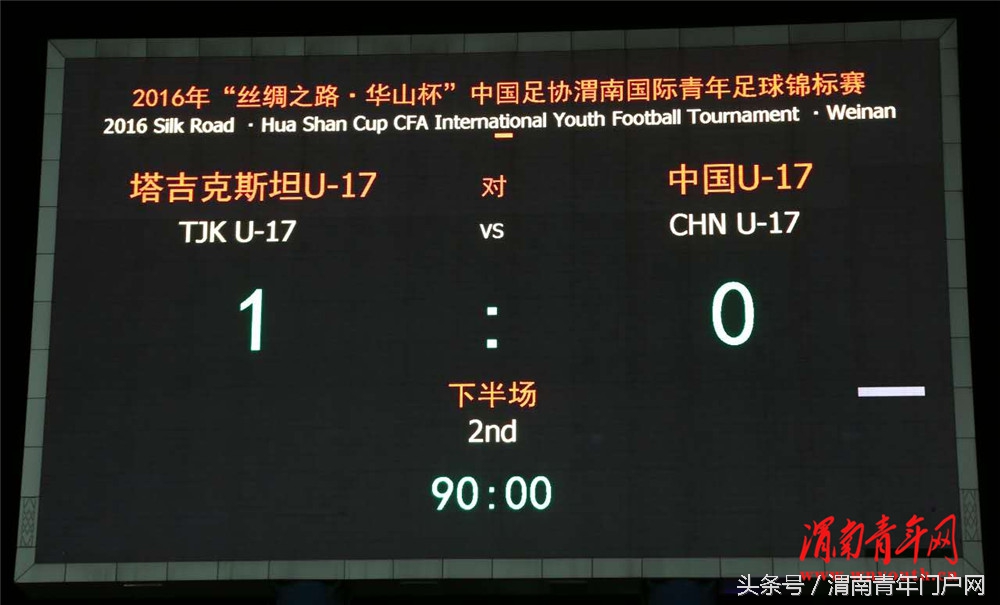 2016年“丝绸之路·华山杯”中国足协渭南国际青年足球锦标赛
2016 Silk Road · Hua Shan Cup CFA International Youth Football Tournament · Weinan
塔吉克斯坦U-17 对 中国U-17
TJK U-17 vs CHN U-17
1 : 0
下半场
2nd
90:00
渭南青年网
头条号/渭南青年门户网